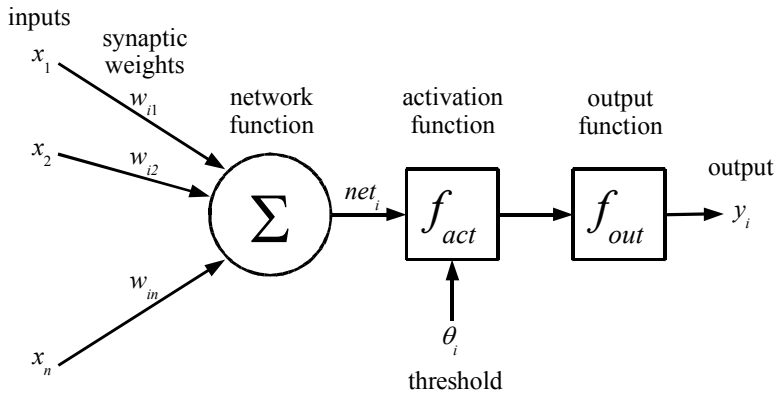 inputs
x1
synaptic
weights
wi1
x2
wi2
network
function
Σ
win
xn
neti
activation
function
fact
θi
threshold
output
function
fout
output
yi